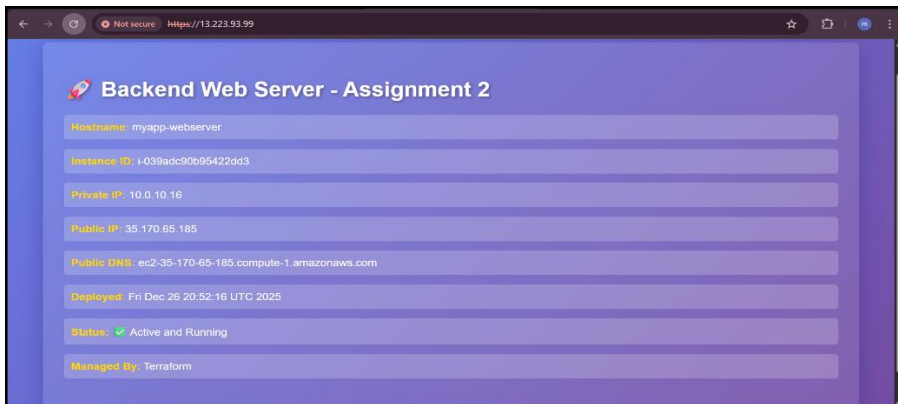 Not secure https://13.223.93.99
m
🚀 Backend Web Server - Assignment 2
Hostname: myapp-webserver
Instance ID: i-039adc90b95422dd3
Private IP: 10.0.10.16
Public IP: 35.170.65.185
Public DNS: ec2-35-170-65-185.compute-1.amazonaws.com
Deployed: Fri Dec 26 20:52:16 UTC 2025
Status: ✅ Active and Running
Managed By: Terraform